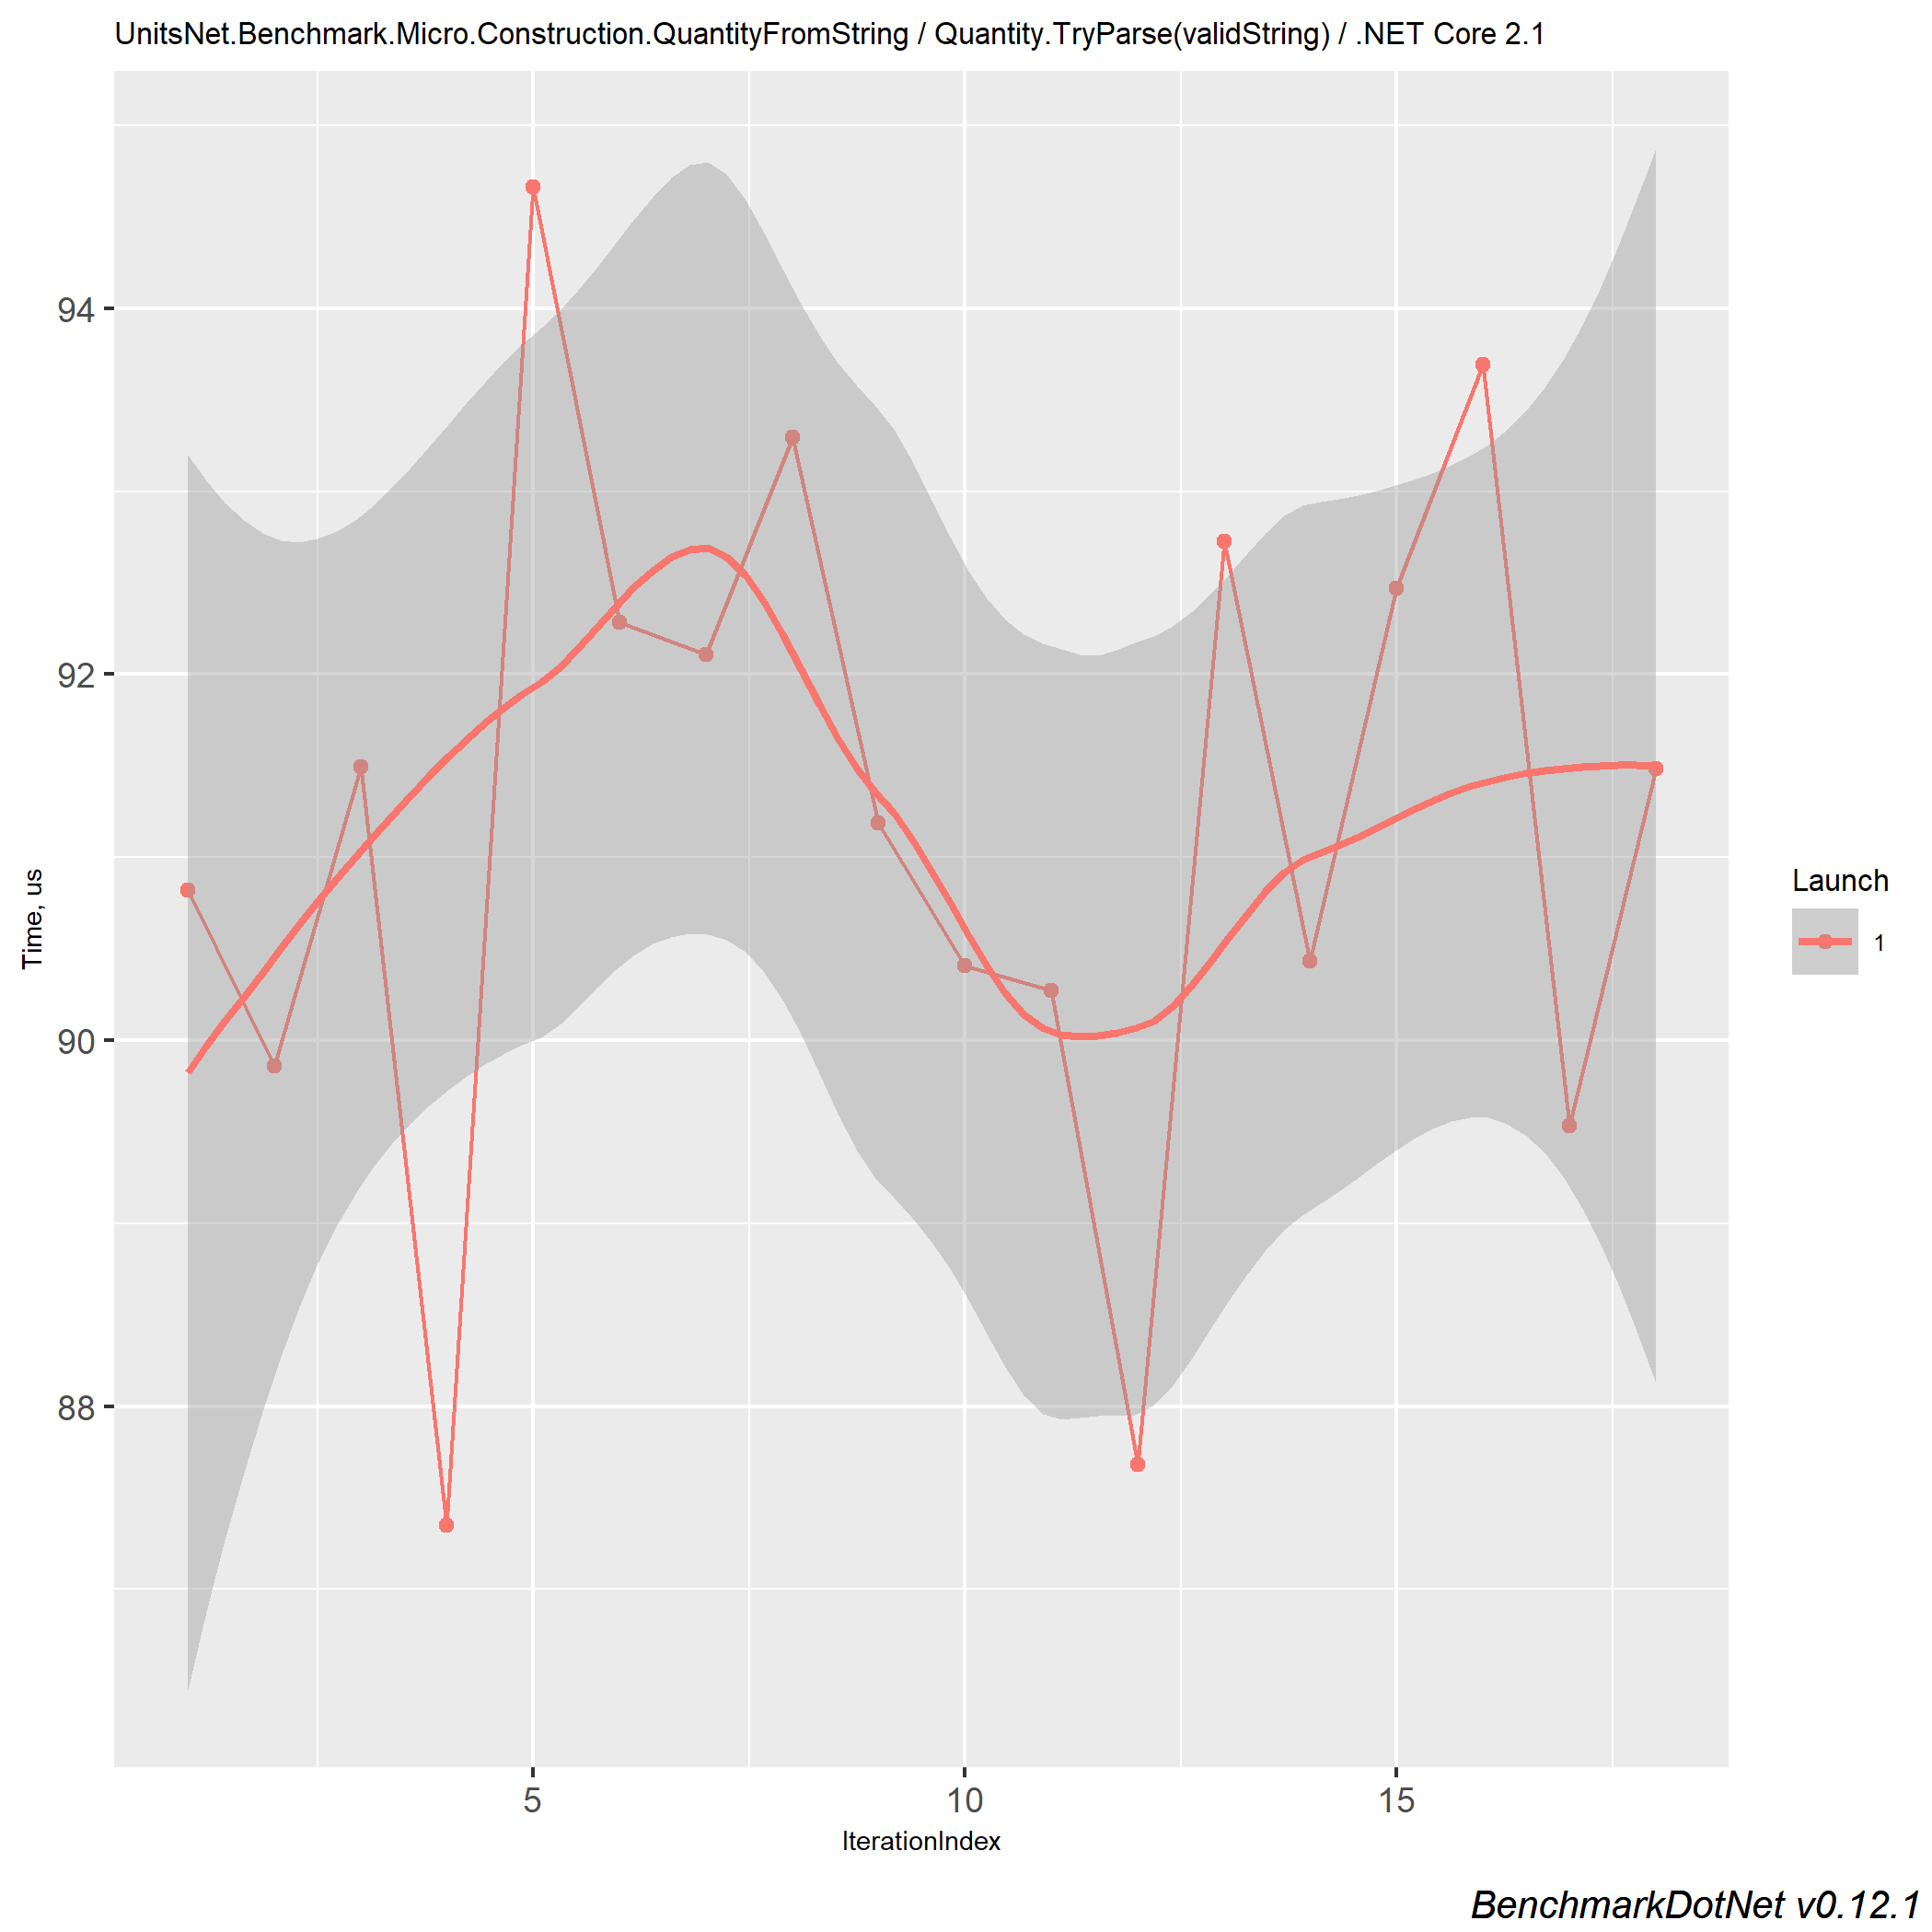 UnitsNet.Benchmark.Micro.Construction.QuantityFromString / Quantity.TryParse(validString) / .NET Core 2.1
94
92
90
88
Time, us
5 10 15
IterationIndex
Launch
1
BenchmarkDotNet v0.12.1